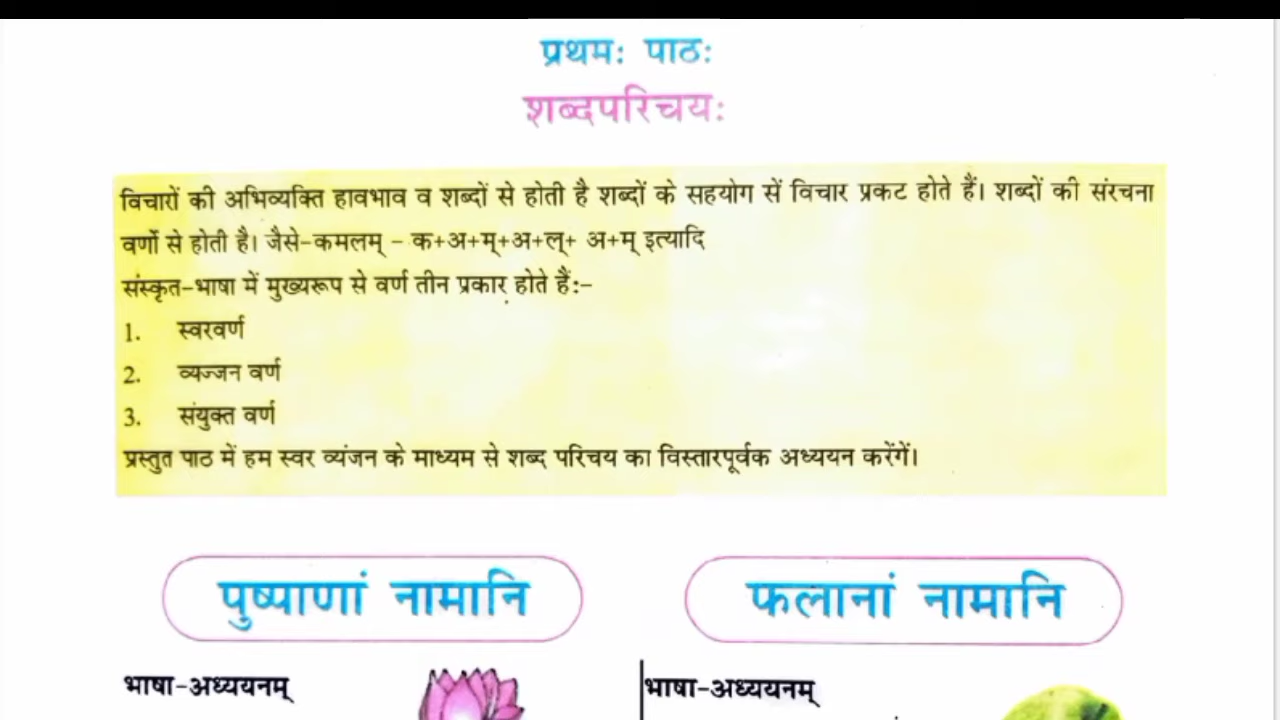 प्रथमः पाठः
शब्दपरिचयः
विचारों की अभिव्यक्ति हावभाव व शब्दों से होती है शब्दों के सहयोग सें विचार प्रकट होते हैं। शब्दों की संरचना
वर्णो से होती है। जैसे-कमलम् - क+अ+म्+अ+ल्+ अ+म् इत्यादि
संस्कृत-भाषा में मुख्यरूप से वर्ण तीन प्रकार होते हैं:-
1. स्वरवर्ण
2. व्यज्जन वर्ण
3. संयुक्त वर्ण
प्रस्तुत पाठ में हम स्वर व्यंजन के माध्यम से शब्द परिचय का विस्तारपूर्वक अध्ययन करेंगें।
पुष्पाणां नामानि
फलानां नामानि
भाषा-अध्ययनम्
भाषा-अध्ययनम्